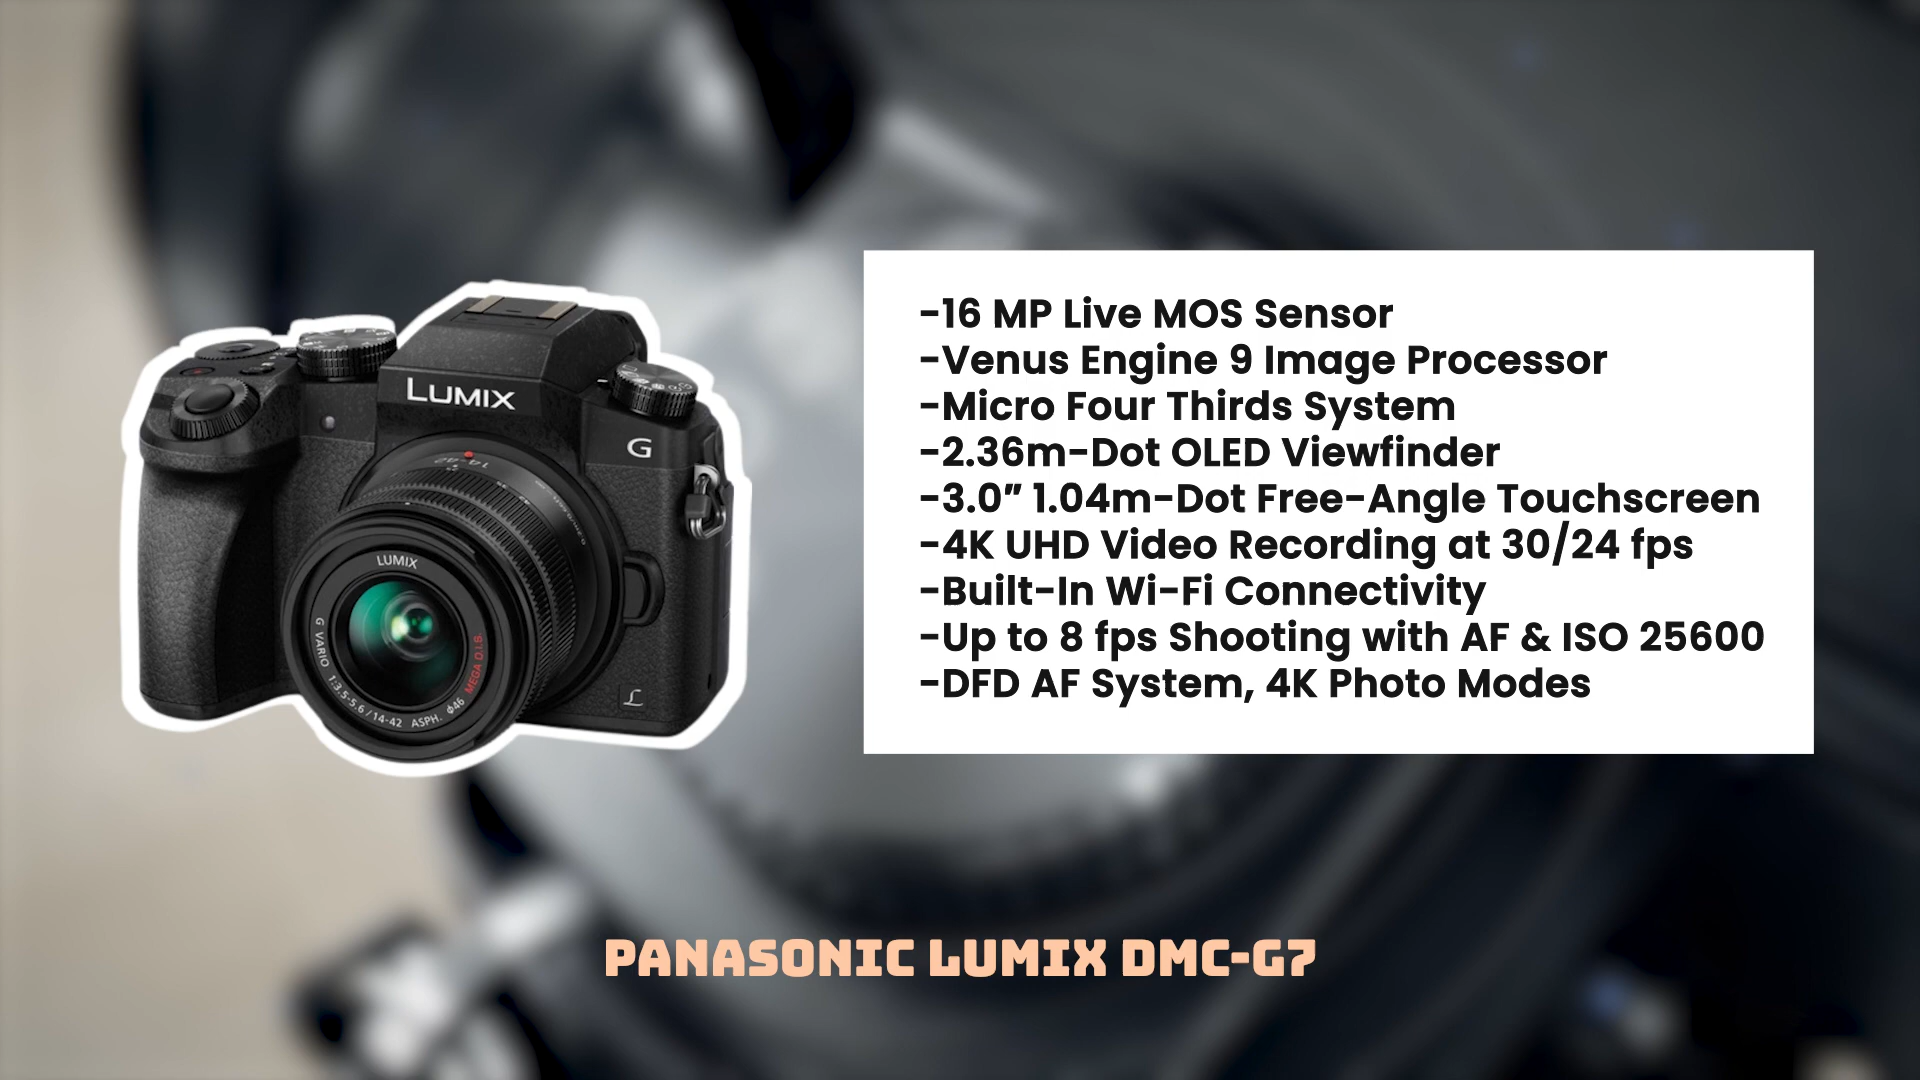 LUMIX
G
14-42
LUMIX
G VARIO 1:3.5-5.6/14-42 ASPH. ϕ46 MEGA O.I.S.
L
-16 MP Live MOS Sensor
-Venus Engine 9 Image Processor
-Micro Four Thirds System
-2.36m-Dot OLED Viewfinder
-3.0″ 1.04m-Dot Free-Angle Touchscreen
-4K UHD Video Recording at 30/24 fps
-Built-In Wi-Fi Connectivity
-Up to 8 fps Shooting with AF & ISO 25600
-DFD AF System, 4K Photo Modes
PANASONIC LUMIX DMC-G7